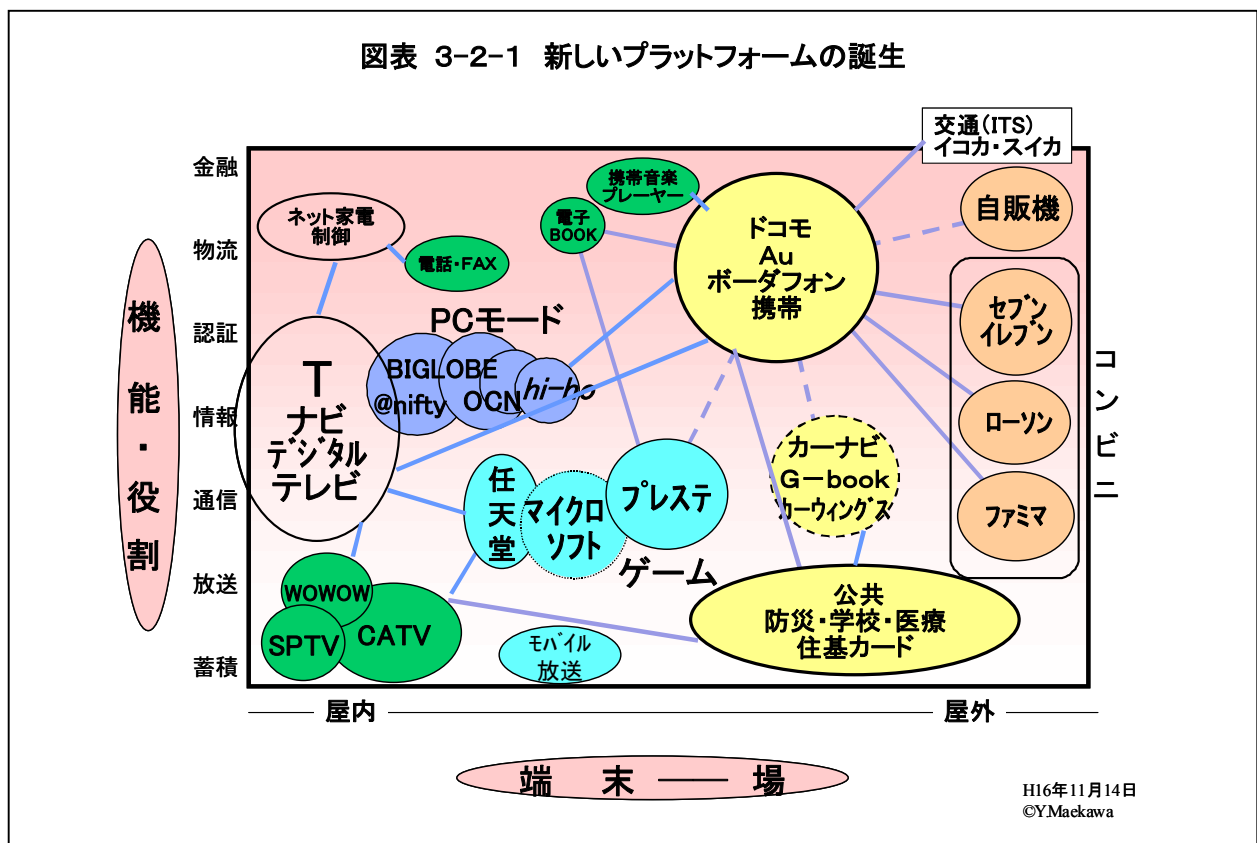 図表 3-2-1 新しいプラットフォームの誕生
交通(ITS)
イコカ・スイカ
金融
物流
認証
情報
通信
放送
蓄積
機能・役割
ネット家電
制御
電話・FAX
携帯音楽
プレーヤー
電子
BOOK
ドコモ
Au
ボーダフォン
携帯
自販機
セブン
イレブン
ローソン
ファミマ
コンビニ
PCモード
BIGLOBE
@nifty
OCN
hi-ho
T
ナビ
デジタル
テレビ
任天堂
マイクロ
ソフト
プレステ
ゲーム
カーナビ
G-book
カーウィングス
WOWOW
SPTV
CATV
モバイル
放送
公共
防災・学校・医療
住基カード
屋内
屋外
端 末 ―― 場
H16年11月14日
©Y.Maekawa